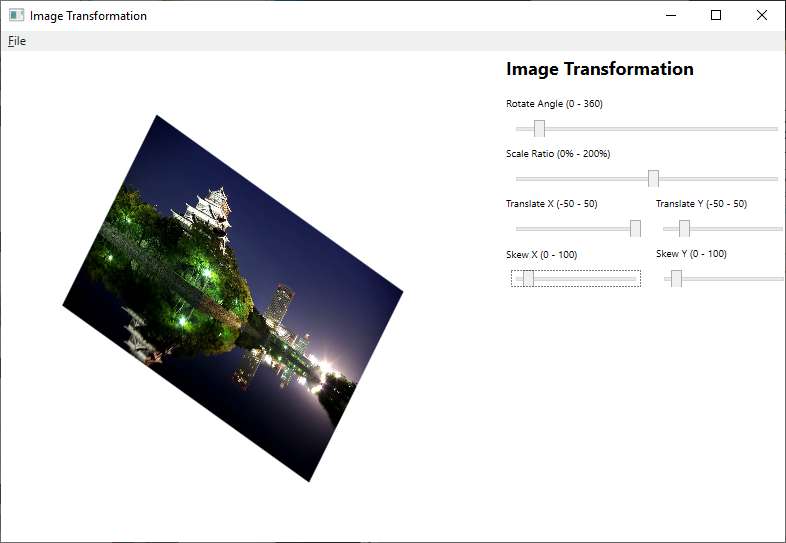 Image Transformation
File
Image Transformation
Rotate Angle (0 - 360)
Scale Ratio (0% - 200%)
Translate X (-50 - 50) Translate Y (-50 - 50)
Skew X (0 - 100) Skew Y (0 - 100)